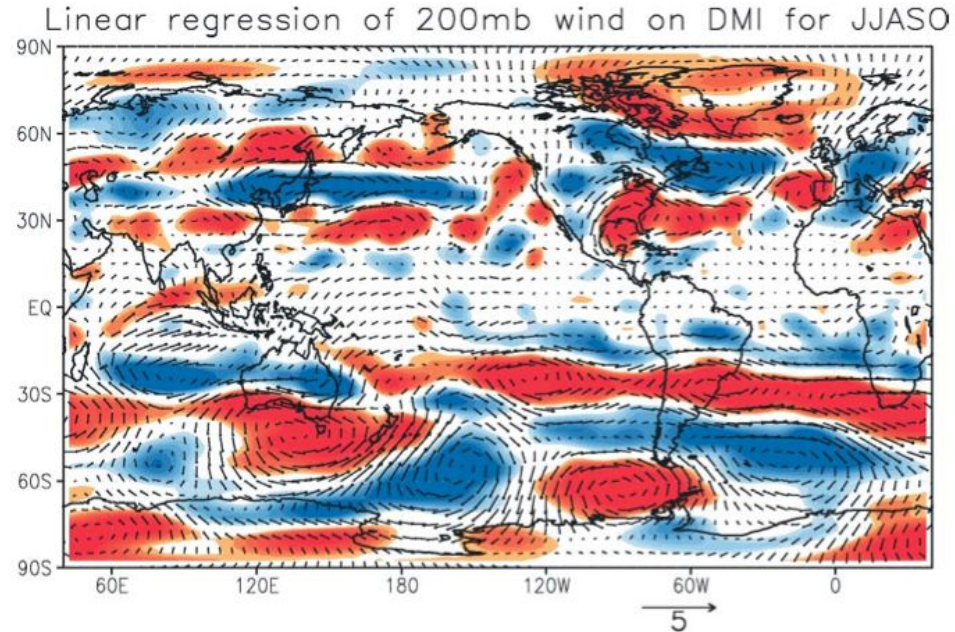 Linear regression of 200mb wind on DMI for JJASO
90N
60N
30N
EQ
30S
60S
90S
60E 120E 180 120W 60W 0
5